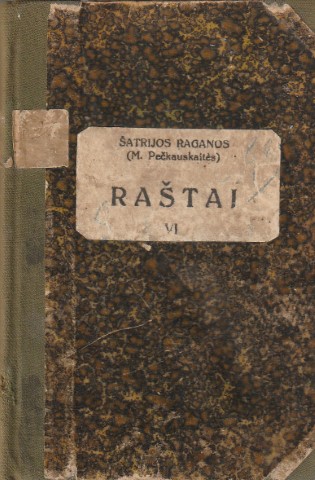 ŠATRIJOS RAGANOS
(M. Pečkauskaitės)
RAŠTAI
VI